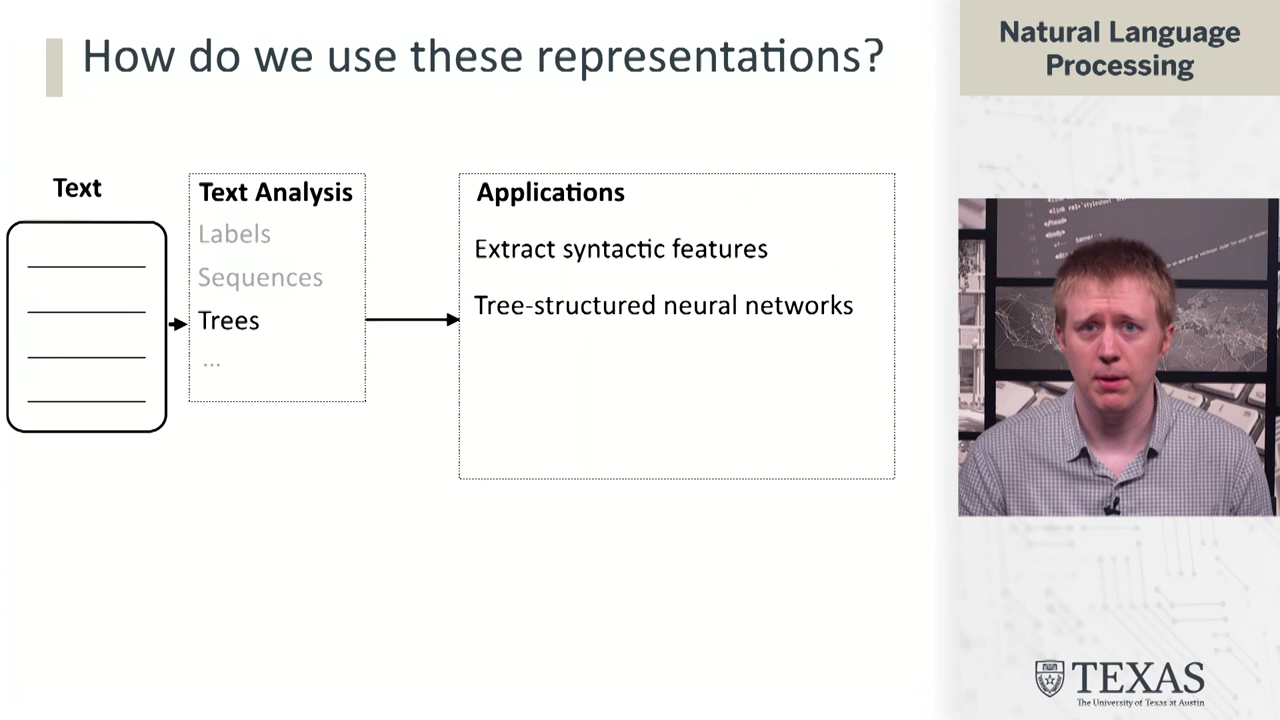 How do we use these representations?
Natural Language
Processing
Text
Text Analysis
Labels
Sequences
Trees
...
Applications
Extract syntactic features
Tree-structured neural networks
TEXAS
The University of Texas at Austin